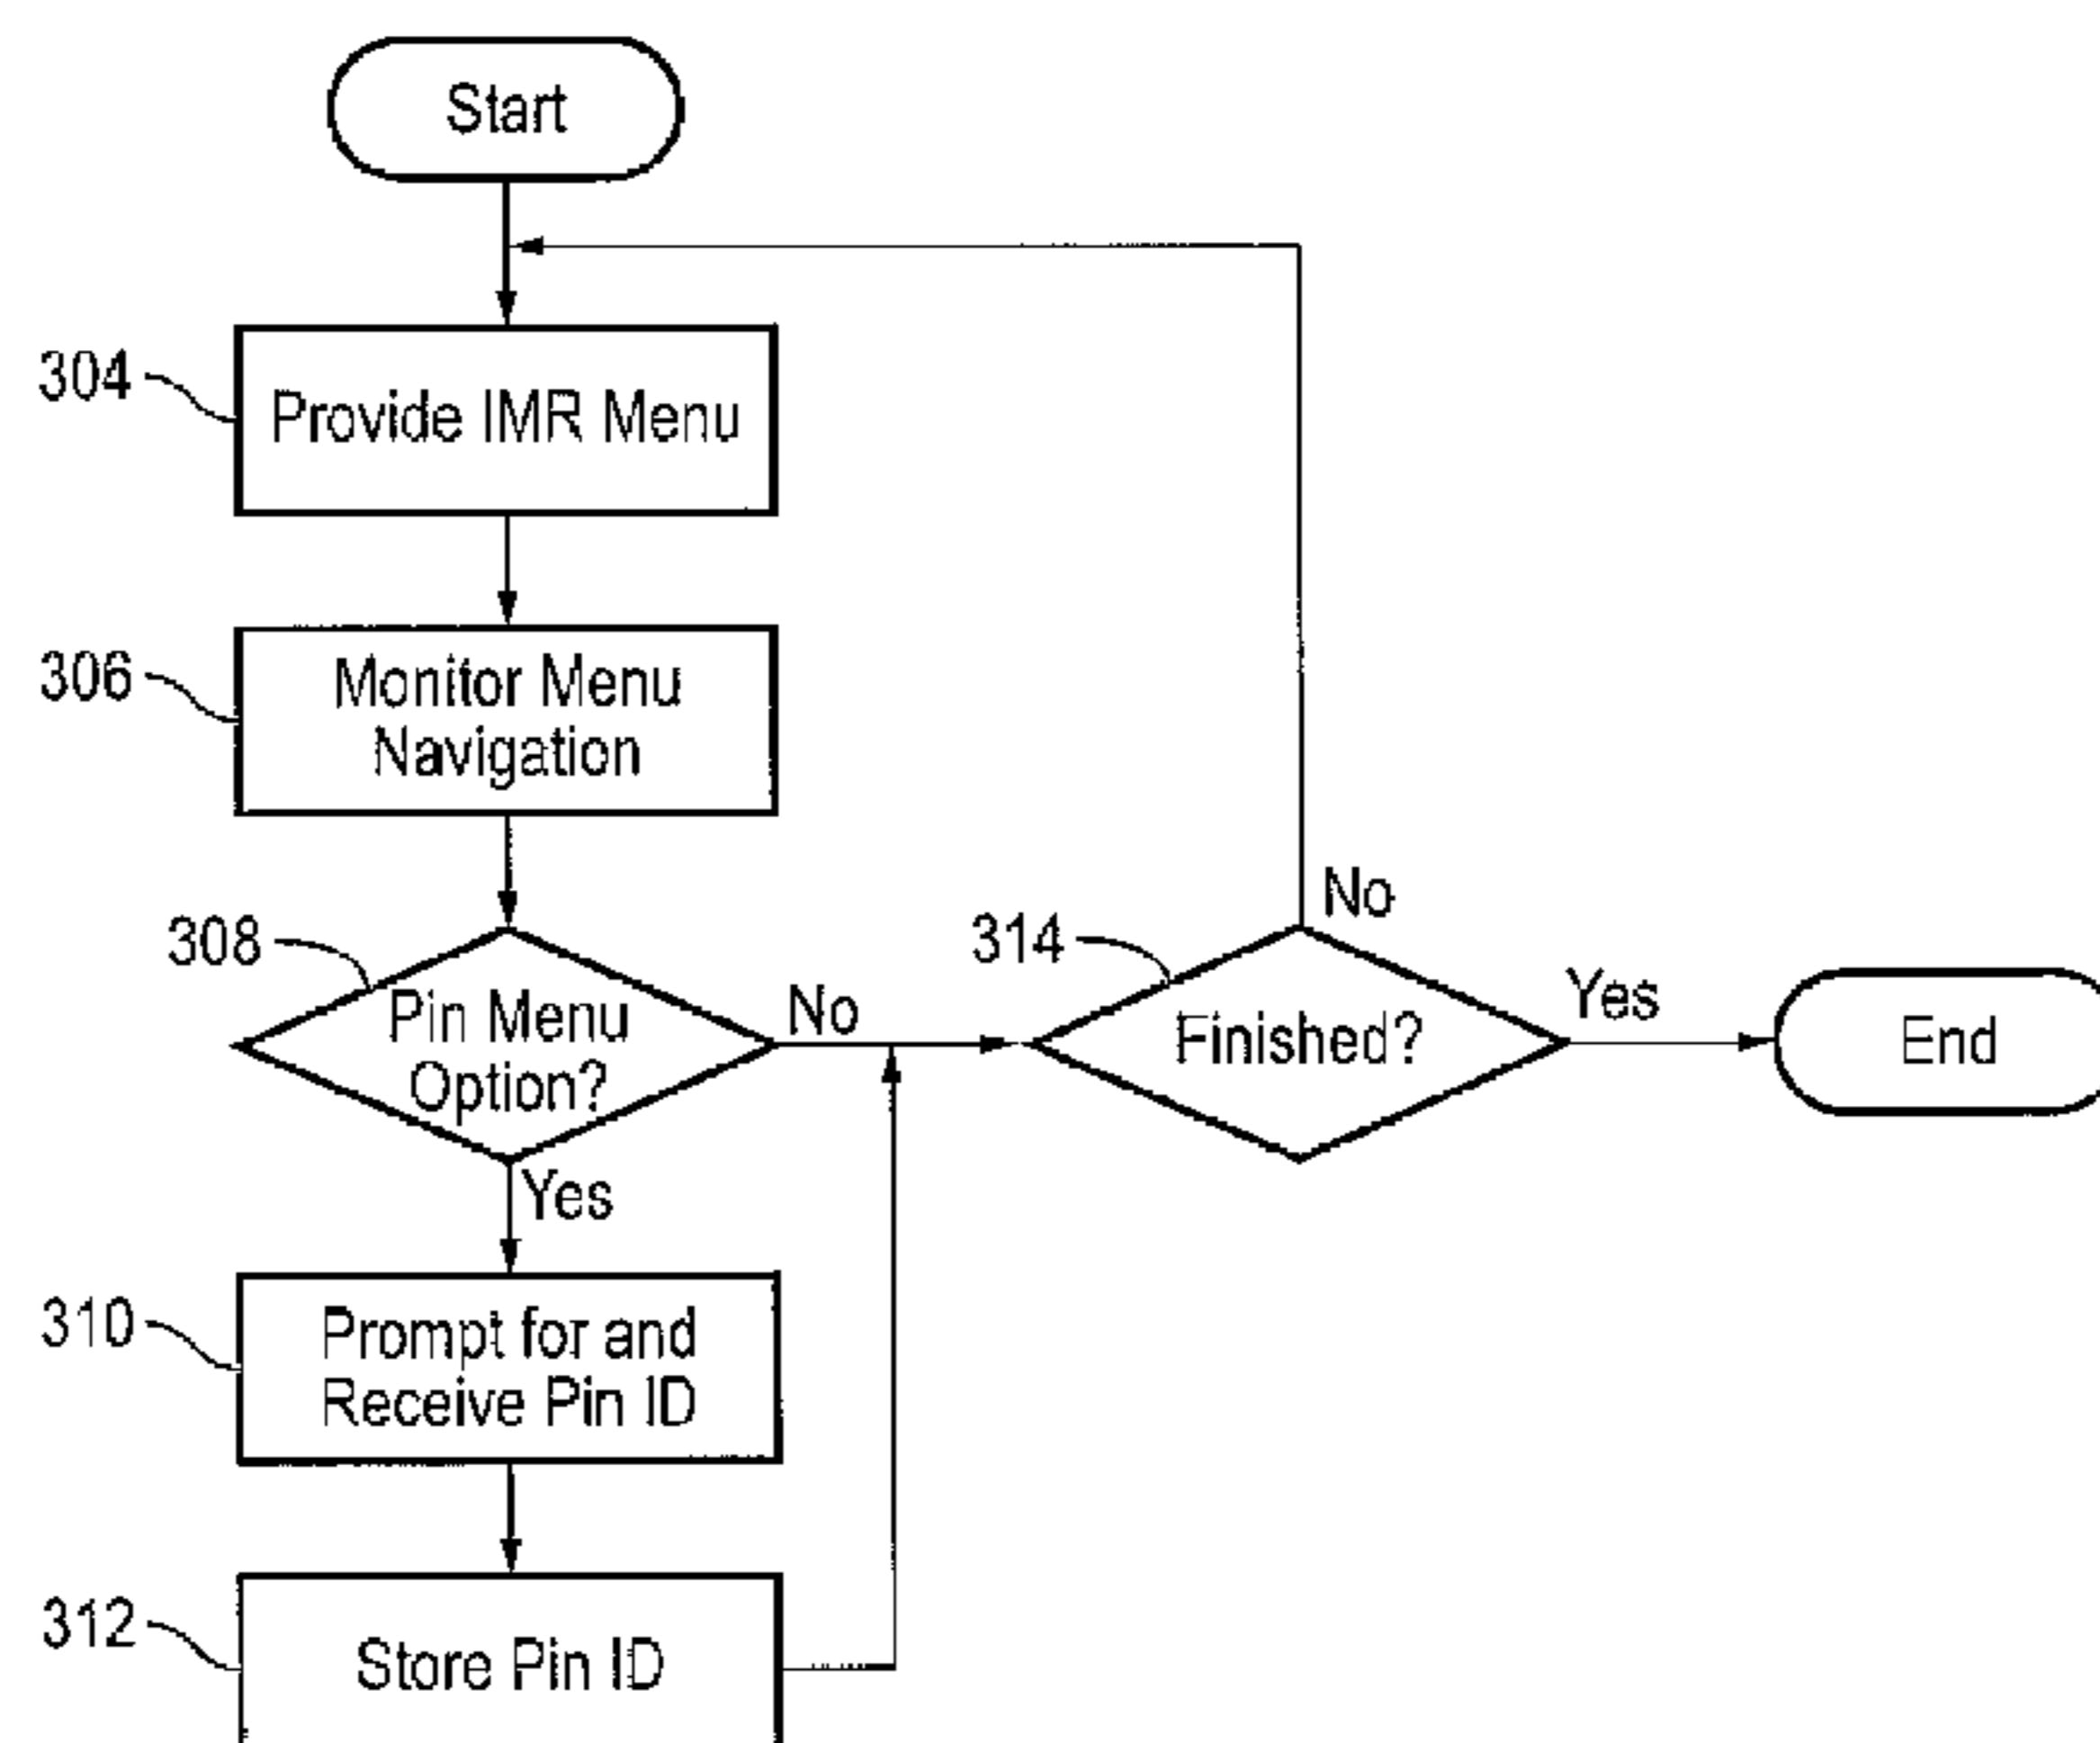 Start
304
Provide IMR Menu
306
Monitor Menu
Navigation
308
Pin Menu
Option?
No
314
Finished?
No
Yes
End
Yes
310
Prompt for and
Receive Pin ID
312
Store Pin ID